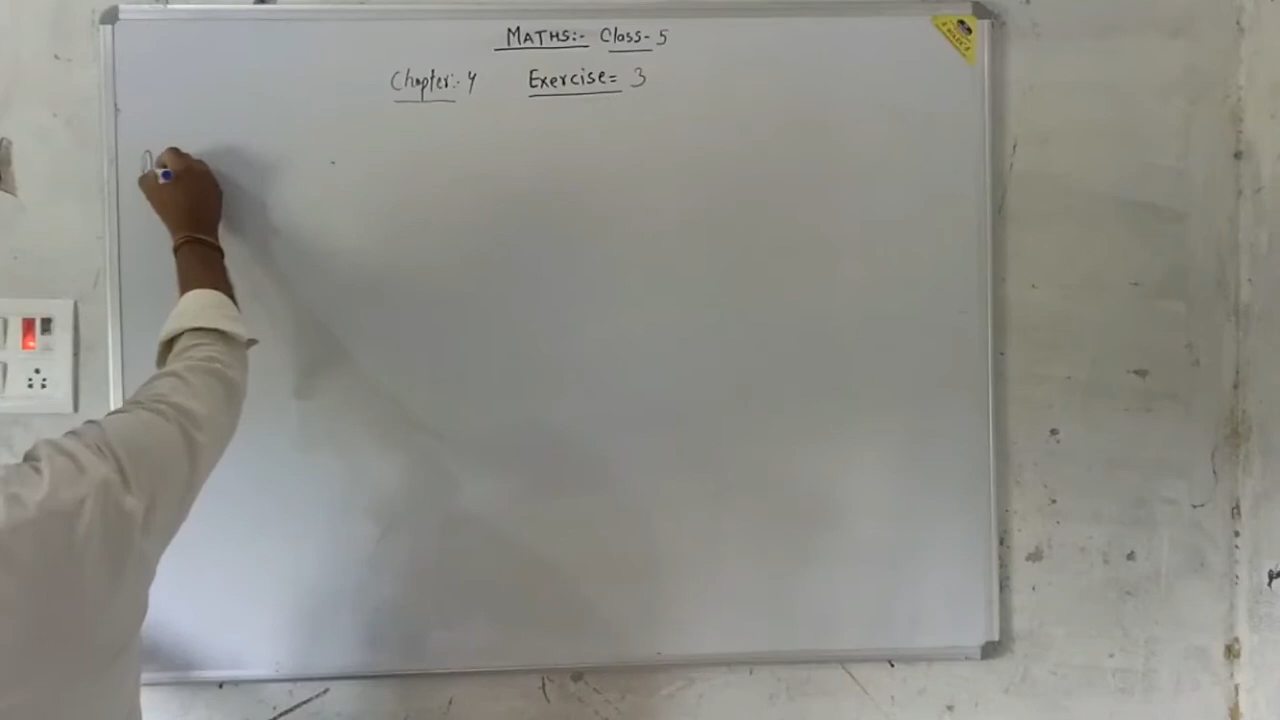 MATHS:- Class- 5
Chapter:- 4 Exercise= 3